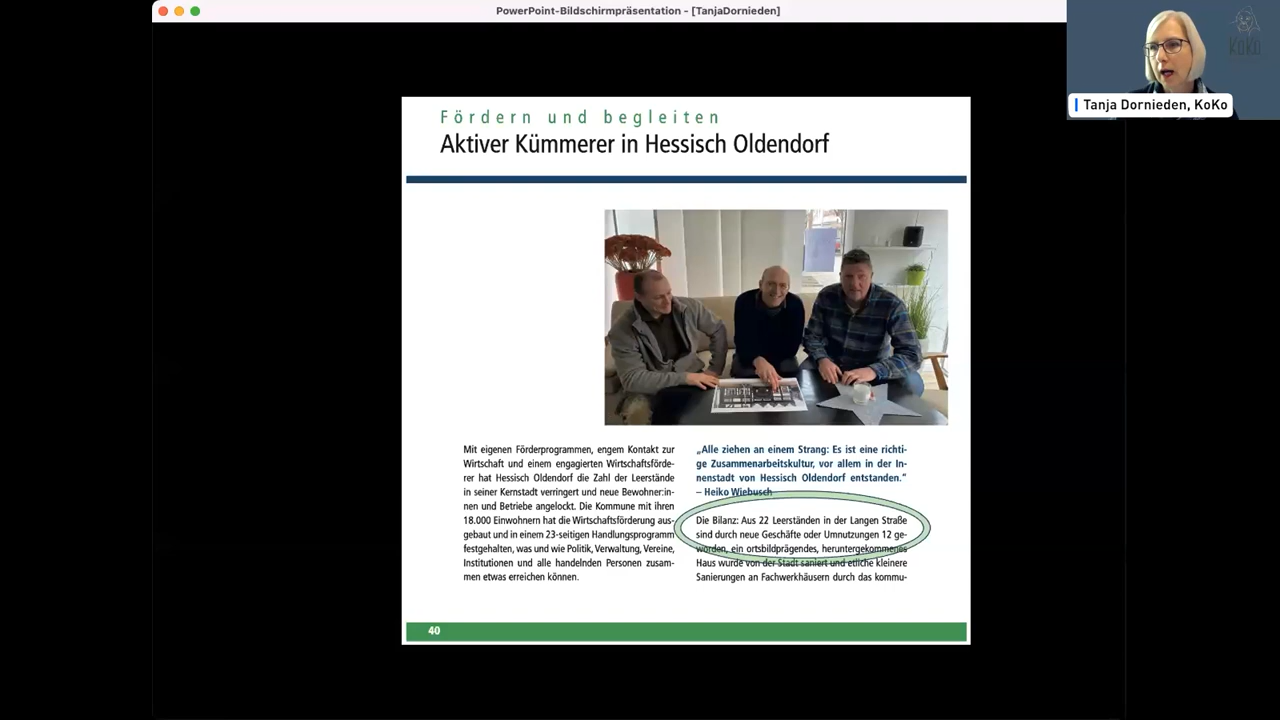 PowerPoint-Bildschirmpräsentation - [TanjaDornieden]
KoKo
Tanja Dornieden, KoKo
Fördern und begleiten
Aktiver Kümmerer in Hessisch Oldendorf
Mit eigenen Förderprogrammen, engem Kontakt zur
Wirtschaft und einem engagierten Wirtschaftsförde-
rer hat Hessisch Oldendorf die Zahl der Leerstände
in seiner Kernstadt verringert und neue Bewohner:in-
nen und Betriebe angelockt. Die Kommune mit ihren
18.000 Einwohnern hat die Wirtschaftsförderung aus-
gebaut und in einem 23-seitigen Handlungsprogramm
festgehalten, was und wie Politik, Verwaltung, Vereine,
Institutionen und alle handelnden Personen zusam-
men etwas erreichen können.
„Alle ziehen an einem Strang: Es ist eine richti-
ge Zusammenarbeitskultur, vor allem in der In-
nenstadt von Hessisch Oldendorf entstanden.“
– Heiko Wiebusch
Die Bilanz: Aus 22 Leerständen in der Langen Straße
sind durch neue Geschäfte oder Umnutzungen 12 ge-
worden, ein ortsbildprägendes, heruntergekommenes
Haus wurde von der Stadt saniert und etliche kleinere
Sanierungen an Fachwerkhäusern durch das kommu-
40